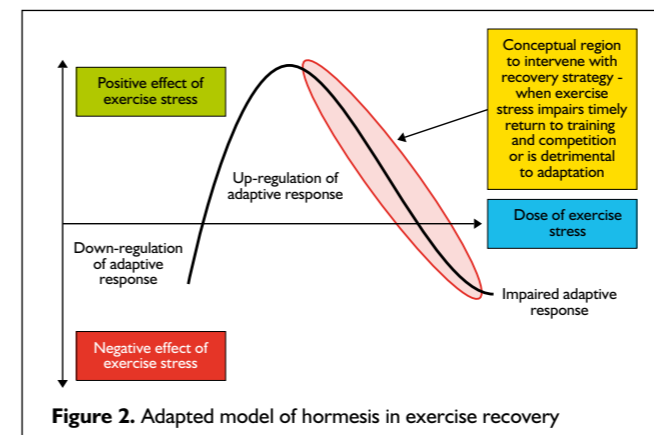 Positive effect of
exercise stress
Conceptual region
to intervene with
recovery strategy -
when exercise
stress impairs timely
return to training
and competition
or is detrimental
to adaptation
Up-regulation of
adaptive response
Dose of exercise
stress
Down-regulation
of adaptive
response
Impaired adaptive
response
Negative effect of
exercise stress
Figure 2. Adapted model of hormesis in exercise recovery